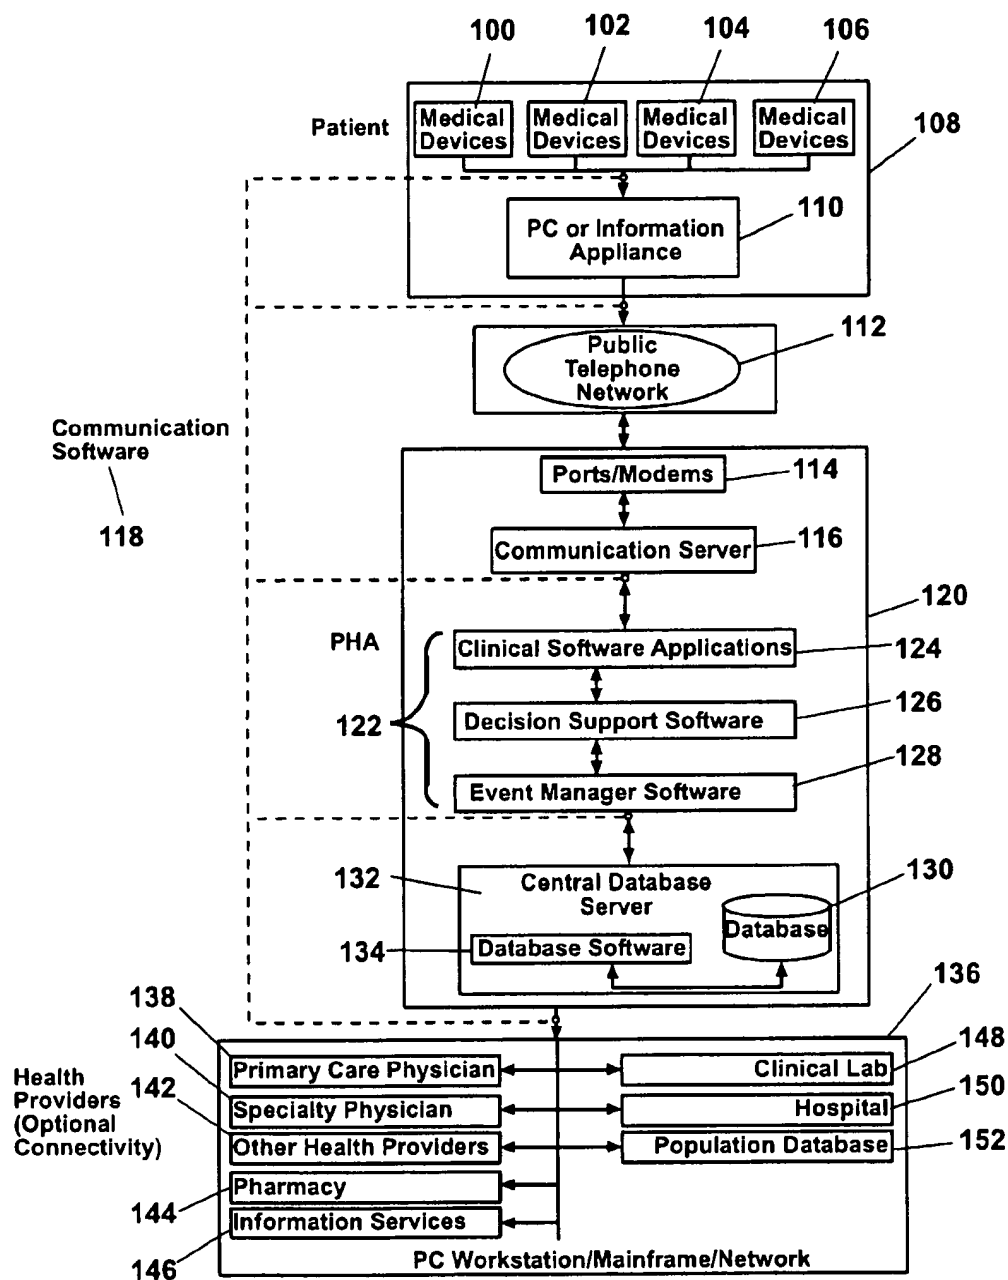 100
102
104
106
Patient
Medical
Devices
Medical
Devices
Medical
Devices
Medical
Devices
108
PC or Information
Appliance
110
Public
Telephone
Network
112
Communication
Software
118
Ports/Modems
114
Communication Server
116
120
PHA
122
Clinical Software Applications
124
Decision Support Software
126
Event Manager Software
128
132
Central Database
Server
130
Database
134
Database Software
136
138
140
142
144
146
Health
Providers
(Optional
Connectivity)
Primary Care Physician
Specialty Physician
Other Health Providers
Pharmacy
Information Services
Clinical Lab
148
Hospital
150
Population Database
152
PC Workstation/Mainframe/Network